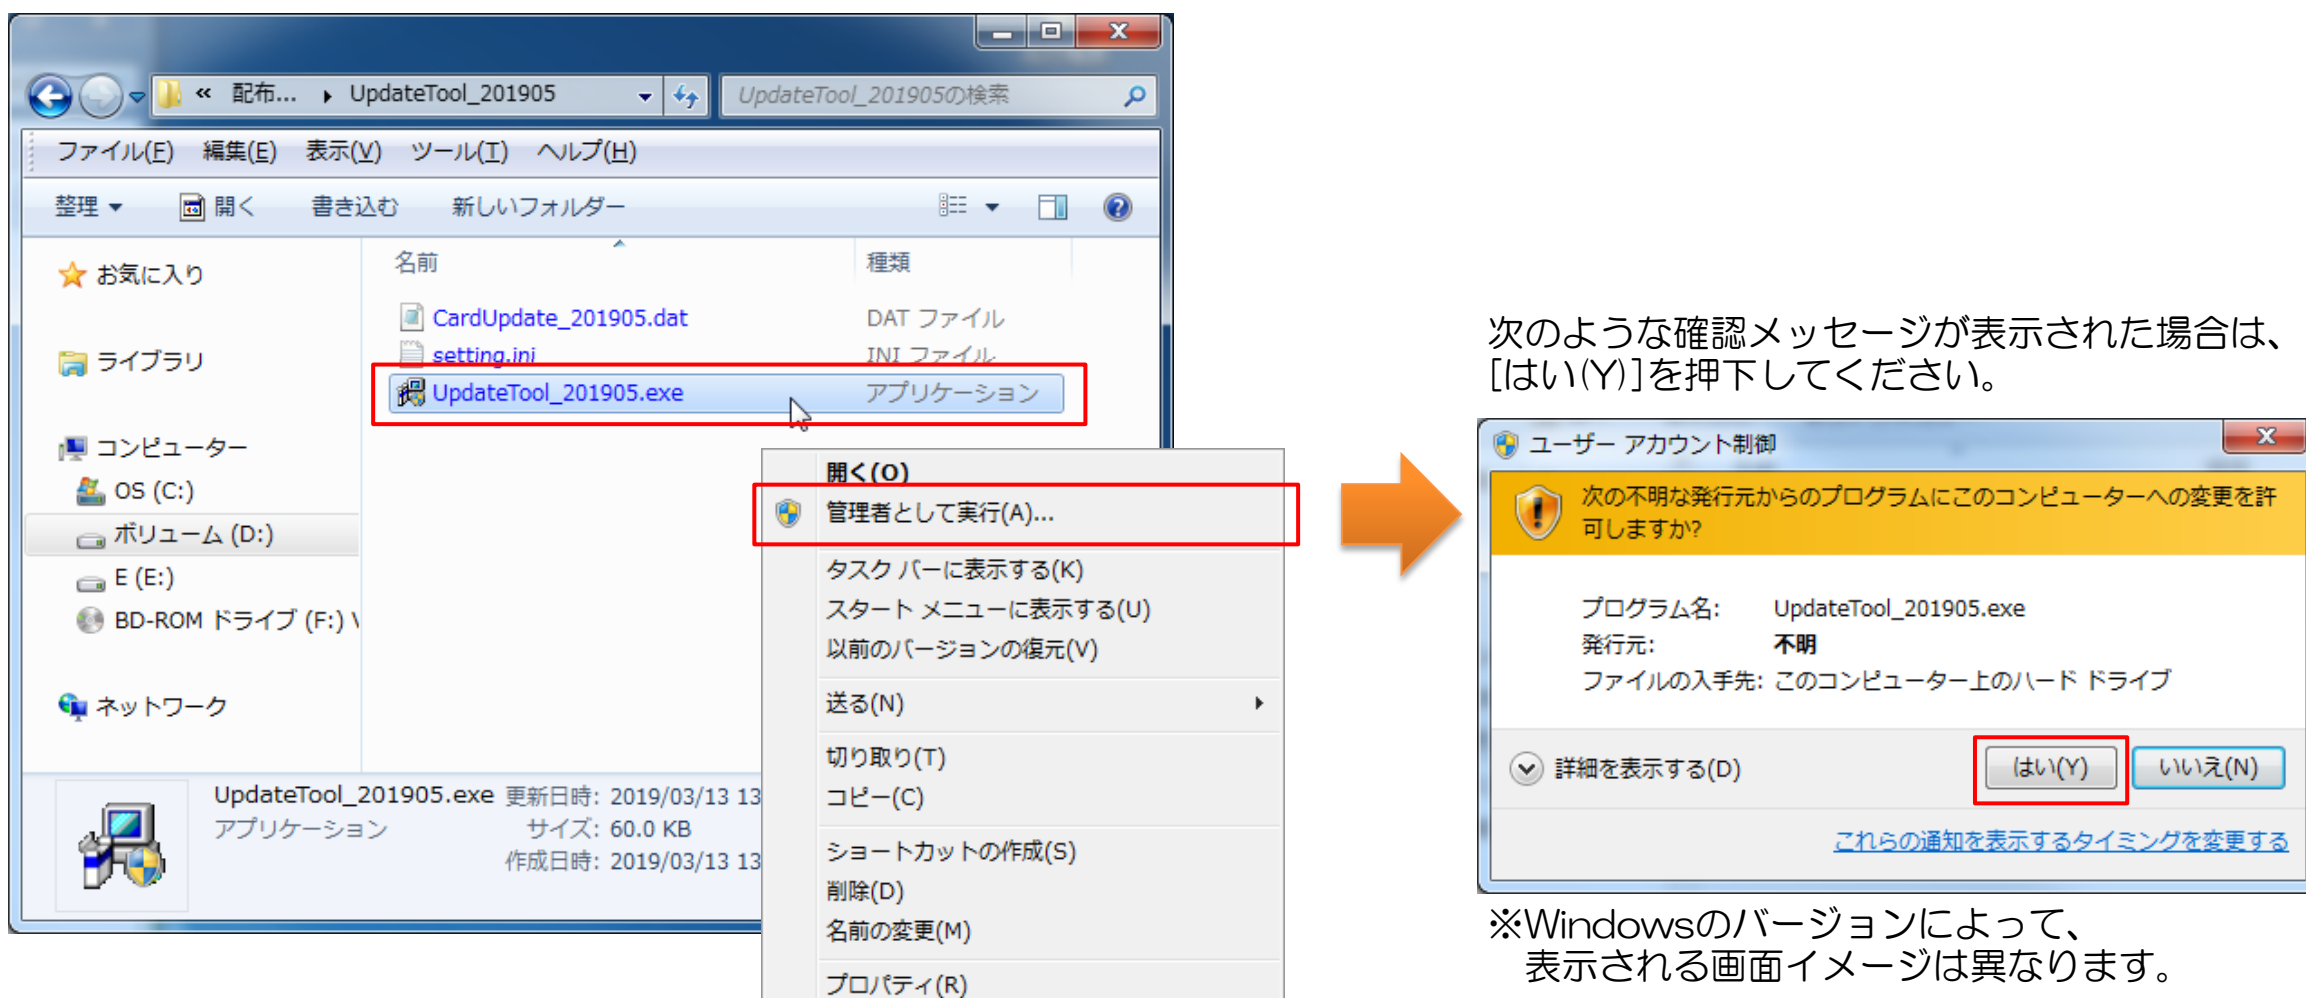 « 配布... ▸ UpdateTool_201905
UpdateTool_201905の検索
ファイル(F) 編集(E) 表示(V) ツール(T) ヘルプ(H)
整理 ▼ 開く 書き込む 新しいフォルダー
名前 種類
お気に入り
CardUpdate_201905.dat DAT ファイル
setting.ini INI ファイル
ライブラリ
UpdateTool_201905.exe アプリケーション
コンピューター
OS (C:)
ボリューム (D:)
E (E:)
BD-ROM ドライブ (F:)
ネットワーク
UpdateTool_201905.exe 更新日時: 2019/03/13 13
アプリケーション サイズ: 60.0 KB
作成日時: 2019/03/13 13
開く(O)
管理者として実行(A)...
タスク バーに表示する(K)
スタート メニューに表示する(U)
以前のバージョンの復元(V)
送る(N)
切り取り(T)
コピー(C)
ショートカットの作成(S)
削除(D)
名前の変更(M)
プロパティ(R)
次のような確認メッセージが表示された場合は、
[はい(Y)]を押下してください。
ユーザー アカウント制御
次の不明な発行元からのプログラムにこのコンピューターへの変更を許
可しますか?
プログラム名: UpdateTool_201905.exe
発行元: 不明
ファイルの入手先: このコンピューター上のハード ドライブ
詳細を表示する(D) はい(Y) いいえ(N)
これらの通知を表示するタイミングを変更する
※Windowsのバージョンによって、
表示される画面イメージは異なります。